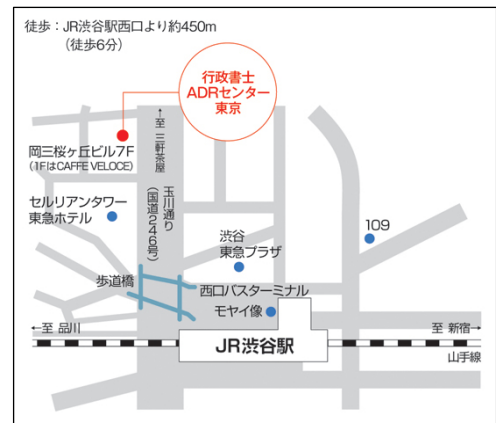 徒歩：JR渋谷駅西口より約450m
（徒歩6分）
行政書士
ADRセンター
東京
岡三桜ヶ丘ビル7F
（1FはCAFFE VELOCE）
←至 三軒茶屋
玉川通り
（国道246号）
セルリアンタワー
東急ホテル
渋谷
東急プラザ
109
歩道橋
西口バスターミナル
モヤイ像
←至 品川
至 新宿→
JR渋谷駅
山手線